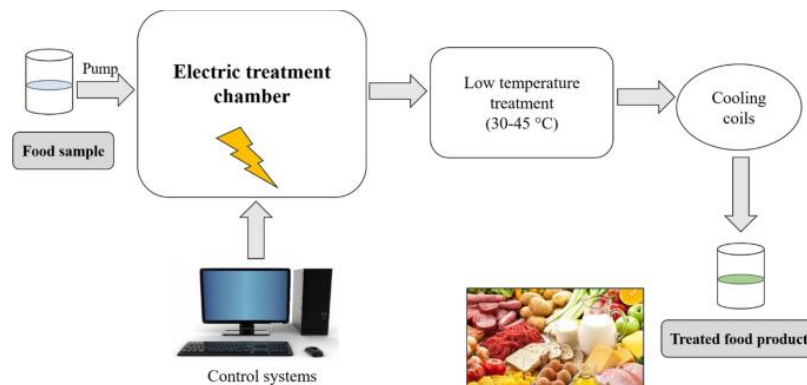 Pump
Food sample
Electric treatment
chamber
Low temperature
treatment
(30-45 °C)
Cooling
coils
Control systems
Treated food product